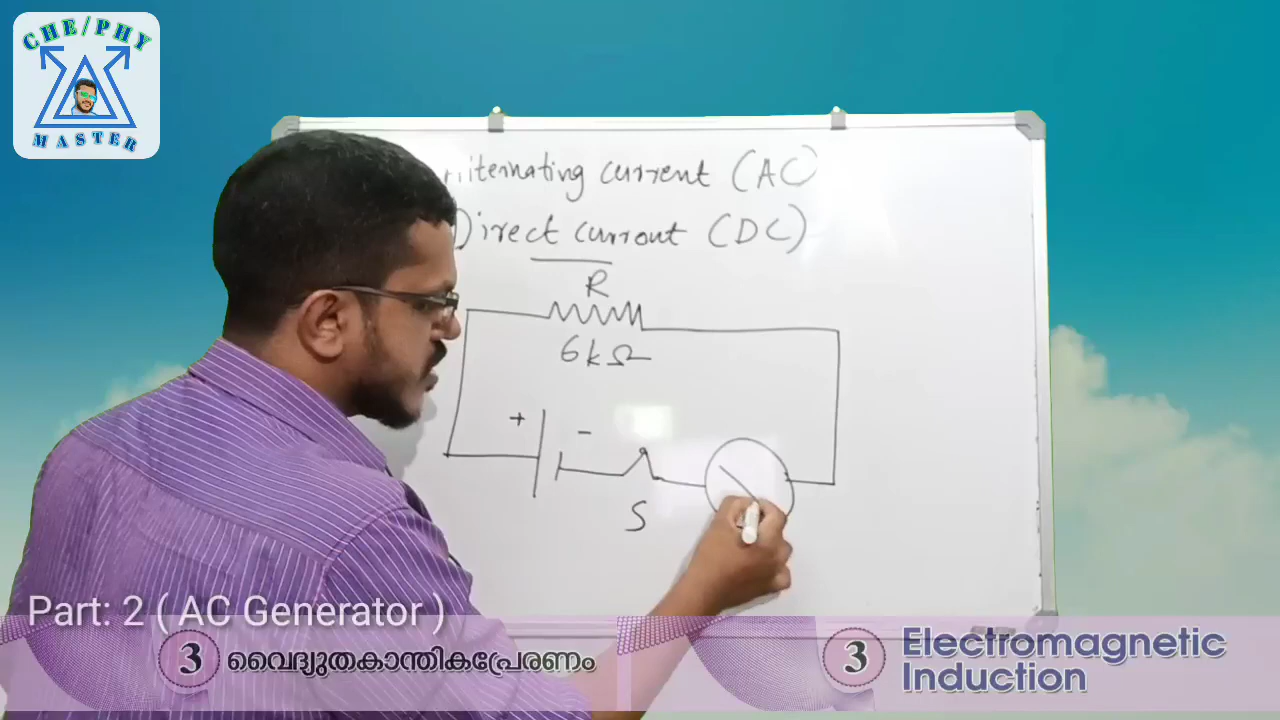 CHE/PHY
MASTER
Alternating current (AC)
Direct currout (DC)
R
6kΩ
+
-
S
Part: 2 ( AC Generator )
3 വൈദ്യുതകാന്തികപ്രേരണം
3 Electromagnetic
Induction